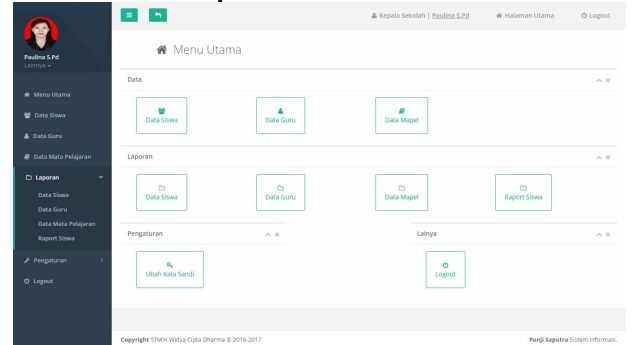 Kepala Sekolah | Paulina S.Pd
Halaman Utama
Logout
Paulina S.Pd
Lainnya
Menu Utama
Data Siswa
Data Guru
Data Mata Pelajaran
Laporan
Data Siswa
Data Guru
Data Mata Pelajaran
Raport Siswa
Pengaturan
Logout
Menu Utama
Data
Data Siswa
Data Guru
Data Mapel
Laporan
Data Siswa
Data Guru
Data Mapel
Raport Siswa
Pengaturan
Lainya
Ubah Kata Sandi
Logout
Copyright STMIK Widya Cipta Dharma © 2016-2017
Panji Saputra Sistem Informasi.